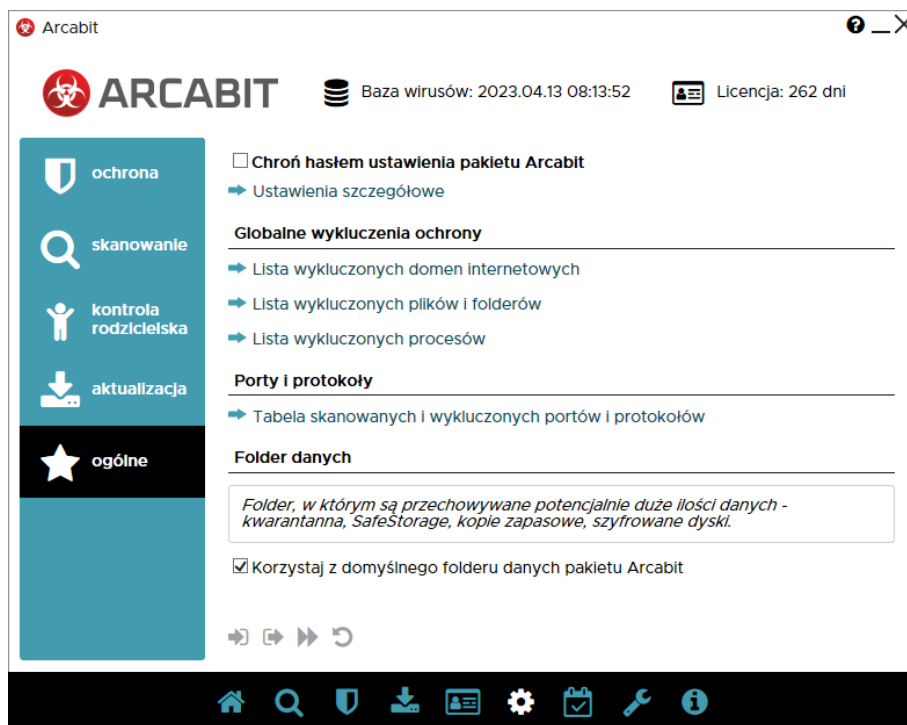 Arcabit
ARCABIT
Baza wirusów: 2023.04.13 08:13:52
Licencja: 262 dni
ochrona
skanowanie
kontrola
rodzicielska
aktualizacja
ogólne
Chroń hasłem ustawienia pakietu Arcabit
Ustawienia szczegółowe
Globalne wykluczenia ochrony
Lista wykluczonych domen internetowych
Lista wykluczonych plików i folderów
Lista wykluczonych procesów
Porty i protokoły
Tabela skanowanych i wykluczonych portów i protokołów
Folder danych
Folder, w którym są przechowywane potencjalnie duże ilości danych -
kwarantanna, SafeStorage, kopie zapasowe, szyfrowane dyski.
Korzystaj z domyślnego folderu danych pakietu Arcabit